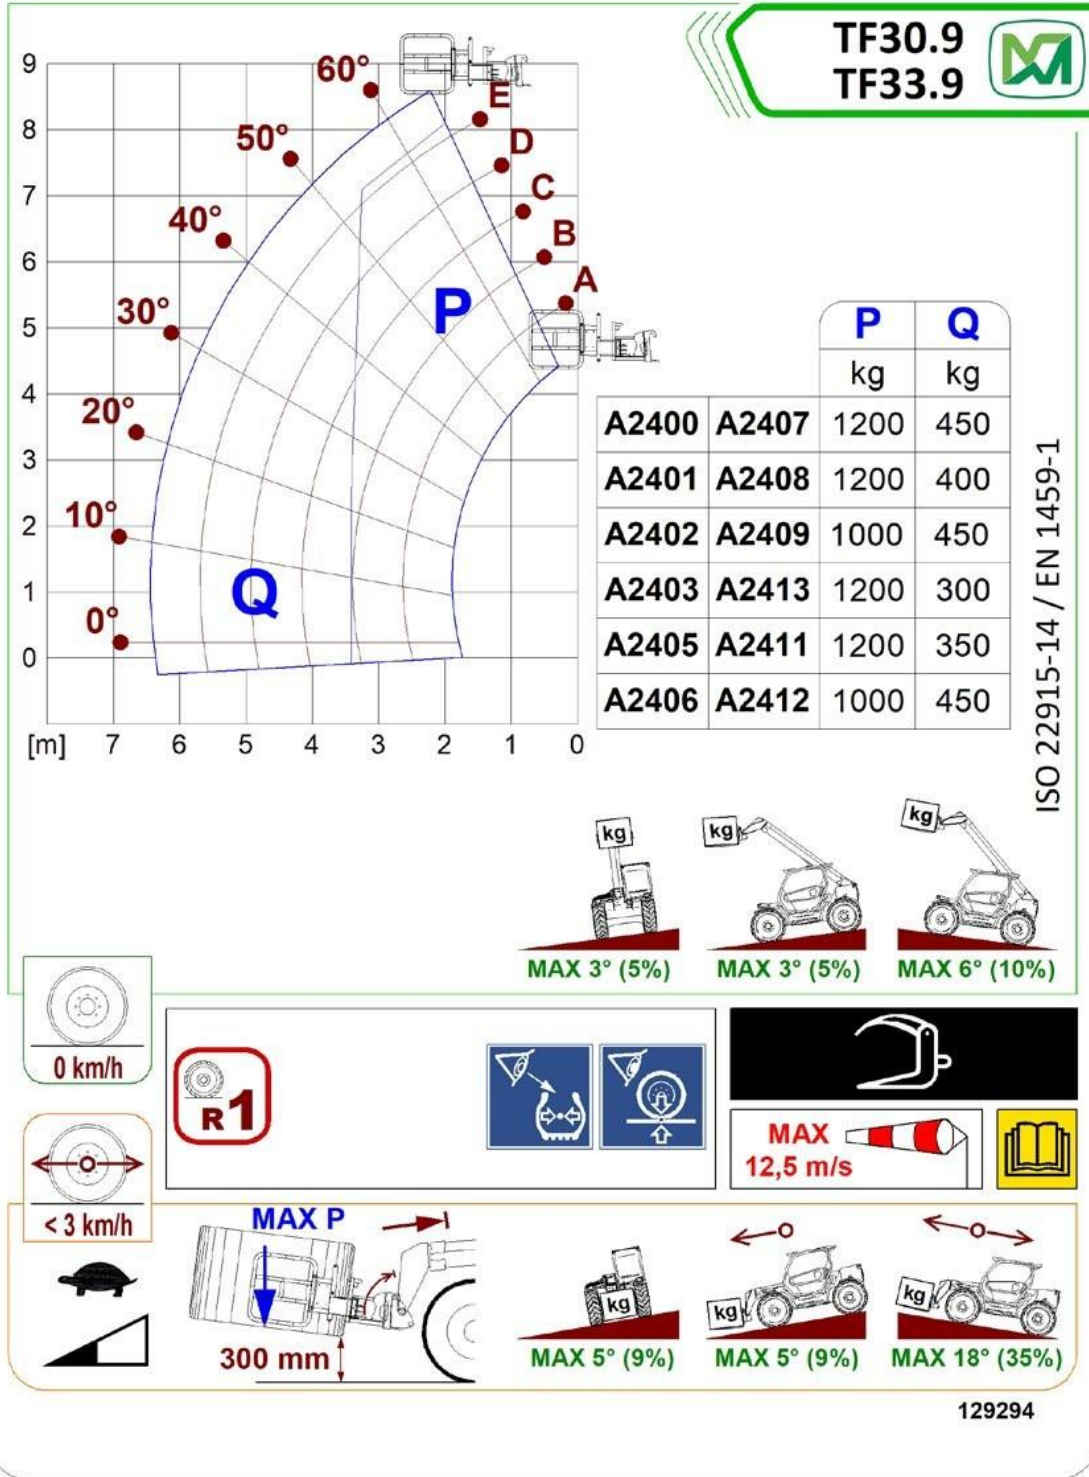 TF30.9
TF33.9
9
8
7
6
5
4
3
2
1
0
[m] 7 6 5 4 3 2 1 0
60°
50°
40°
30°
20°
10°
0°
E
D
C
B
A
P
Q
P Q
kg kg
A2400 A2407 1200 450
A2401 A2408 1200 400
A2402 A2409 1000 450
A2403 A2413 1200 300
A2405 A2411 1200 350
A2406 A2412 1000 450
ISO 22915-14 / EN 1459-1
kg kg kg
MAX 3° (5%) MAX 3° (5%) MAX 6° (10%)
0 km/h
R1
MAX
12,5 m/s
< 3 km/h
MAX P
300 mm
kg kg kg
MAX 5° (9%) MAX 5° (9%) MAX 18° (35%)
129294